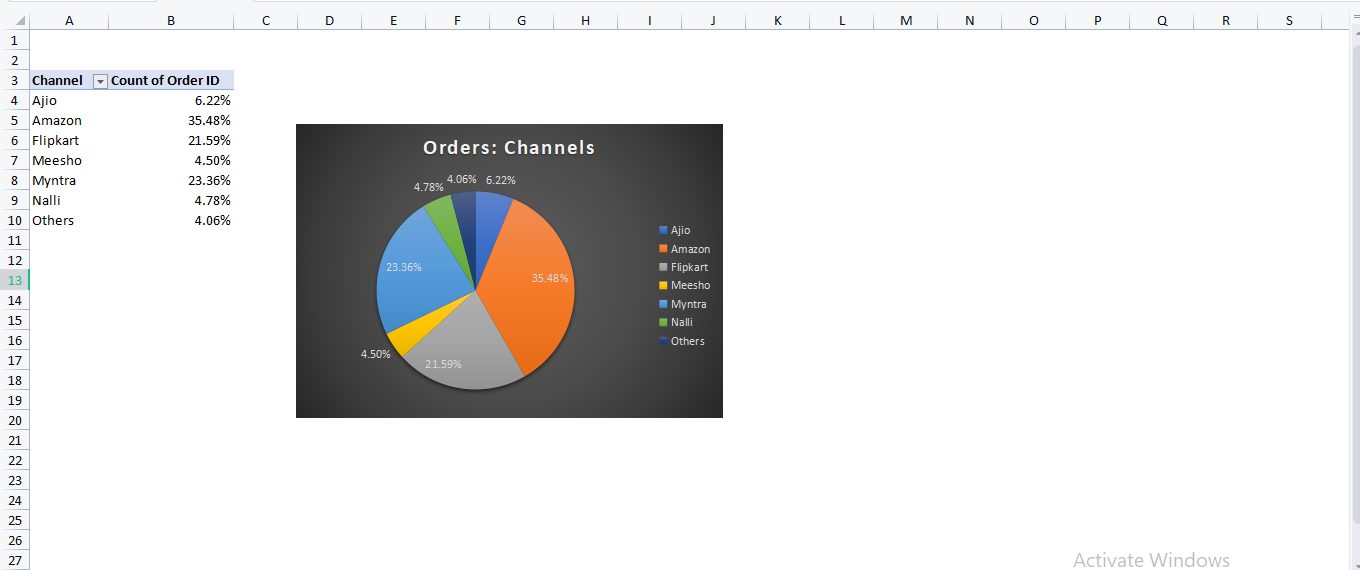 A B C D E F G H I J K L M N O P Q R S
1
2
3 Channel Count of Order ID
4 Ajio 6.22%
5 Amazon 35.48%
6 Flipkart 21.59%
7 Meesho 4.50%
8 Myntra 23.36%
9 Nalli 4.78%
10 Others 4.06%
11
12
13
14
15
16
17
18
19
20
21
22
23
24
25
26
27
Orders: Channels
4.78% 4.06% 6.22%
23.36% 35.48%
4.50% 21.59%
Ajio
Amazon
Flipkart
Meesho
Myntra
Nalli
Others
Activate Windows